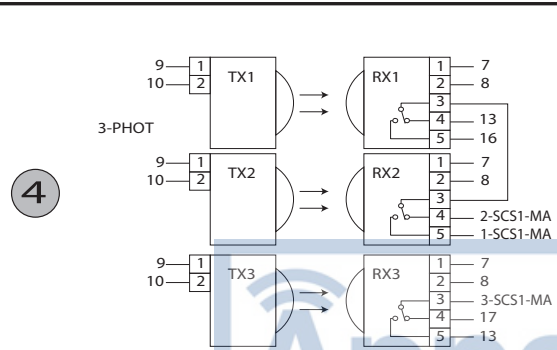 9 1 TX1 RX1 1 7
10 2 2 8
3
3-PHOT 4 13
5 16
9 1 TX2 RX2 1 7
10 2 2 8
3
4 4 2-SCS1-MA
5 1-SCS1-MA
9 1 TX3 RX3 1 7
10 2 2 8
3 3-SCS1-MA
4 17
5 13